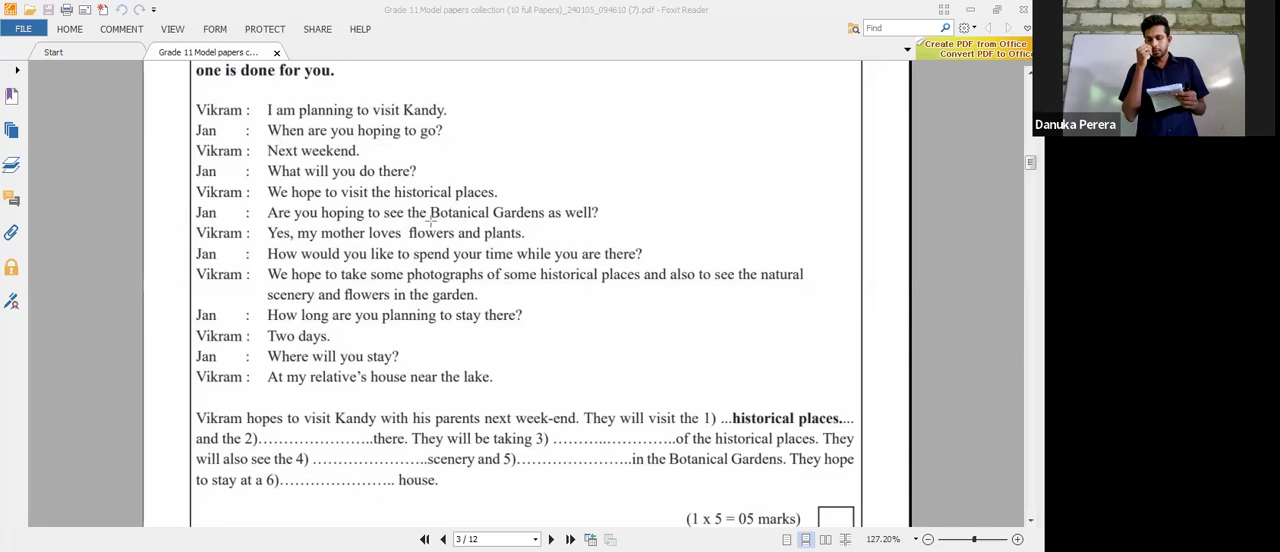 Grade 11 Model papers collection (10 full Papers)_240105_094610 (7).pdf - Foxit Reader
FILE HOME COMMENT VIEW FORM PROTECT SHARE HELP
Find
Start Grade 11 Model papers c...
Create PDF from Office
Convert PDF to Offic
one is done for you.
Vikram : I am planning to visit Kandy.
Jan : When are you hoping to go?
Vikram : Next weekend.
Jan : What will you do there?
Vikram : We hope to visit the historical places.
Jan : Are you hoping to see the Botanical Gardens as well?
Vikram : Yes, my mother loves flowers and plants.
Jan : How would you like to spend your time while you are there?
Vikram : We hope to take some photographs of some historical places and also to see the natural
scenery and flowers in the garden.
Jan : How long are you planning to stay there?
Vikram : Two days.
Jan : Where will you stay?
Vikram : At my relative's house near the lake.
Vikram hopes to visit Kandy with his parents next week-end. They will visit the 1) ...historical places....
and the 2)…………………..there. They will be taking 3) ………..…………..of the historical places. They
will also see the 4) …………………..scenery and 5)…………………..in the Botanical Gardens. They hope
to stay at a 6)………………….. house.
(1 x 5 = 05 marks)
3 / 12
127.20%
Danuka Perera